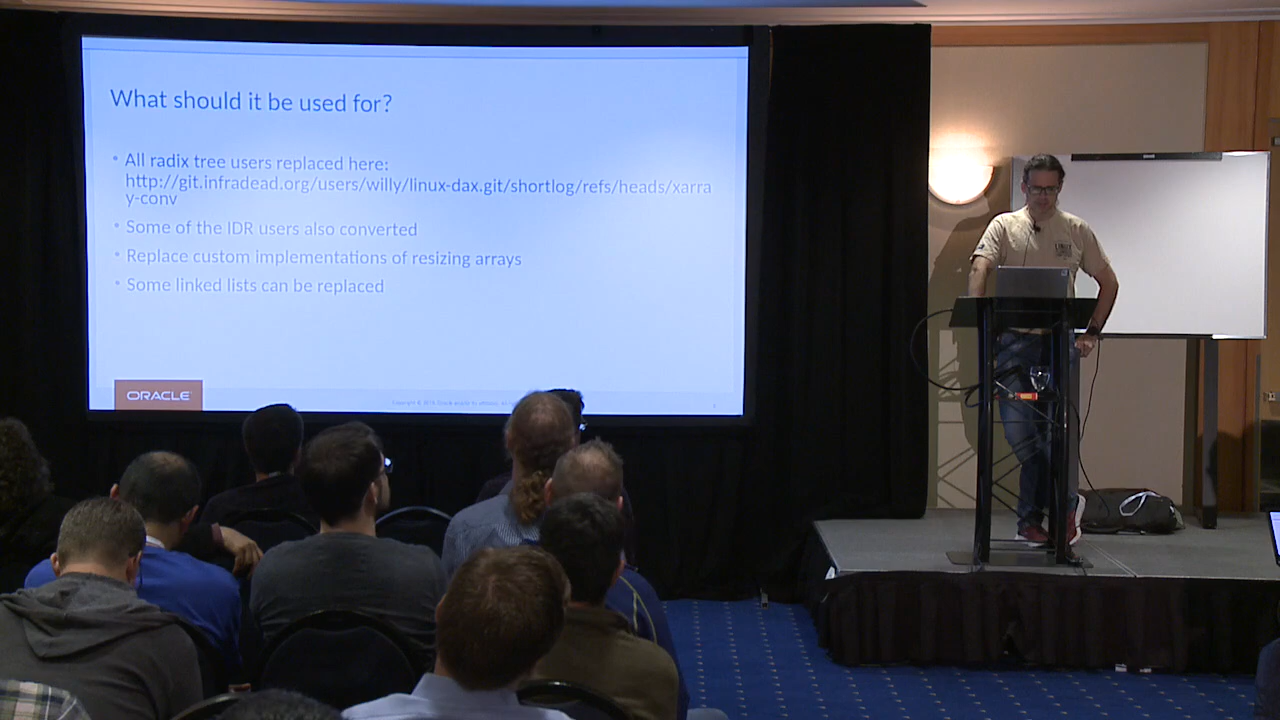 What should it be used for?
• All radix tree users replaced here:
http://git.infradead.org/users/willy/linux-dax.git/shortlog/refs/heads/xarra
y-conv
• Some of the IDR users also converted
• Replace custom implementations of resizing arrays
• Some linked lists can be replaced
ORACLE